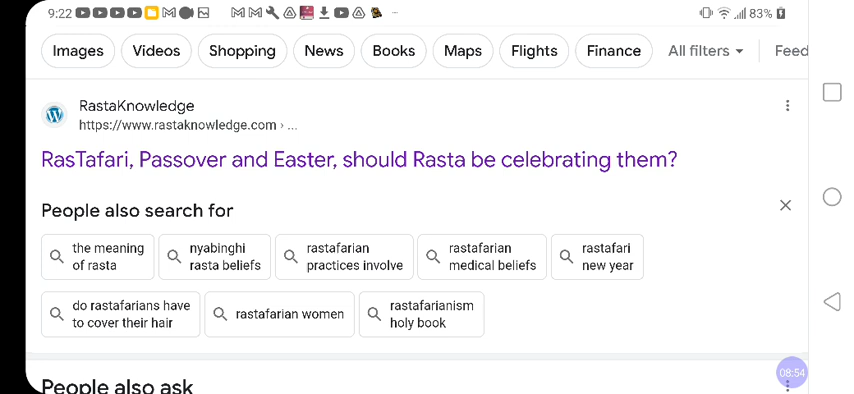 9:22 83%
Images Videos Shopping News Books Maps Flights Finance All filters Feed
RastaKnowledge
https://www.rastaknowledge.com › ...
RasTafari, Passover and Easter, should Rasta be celebrating them?
People also search for
the meaning
of rasta
nyabinghi
rasta beliefs
rastafarian
practices involve
rastafarian
medical beliefs
rastafari
new year
do rastafarians have
to cover their hair
rastafarian women
rastafarianism
holy book
People also ask
08:54